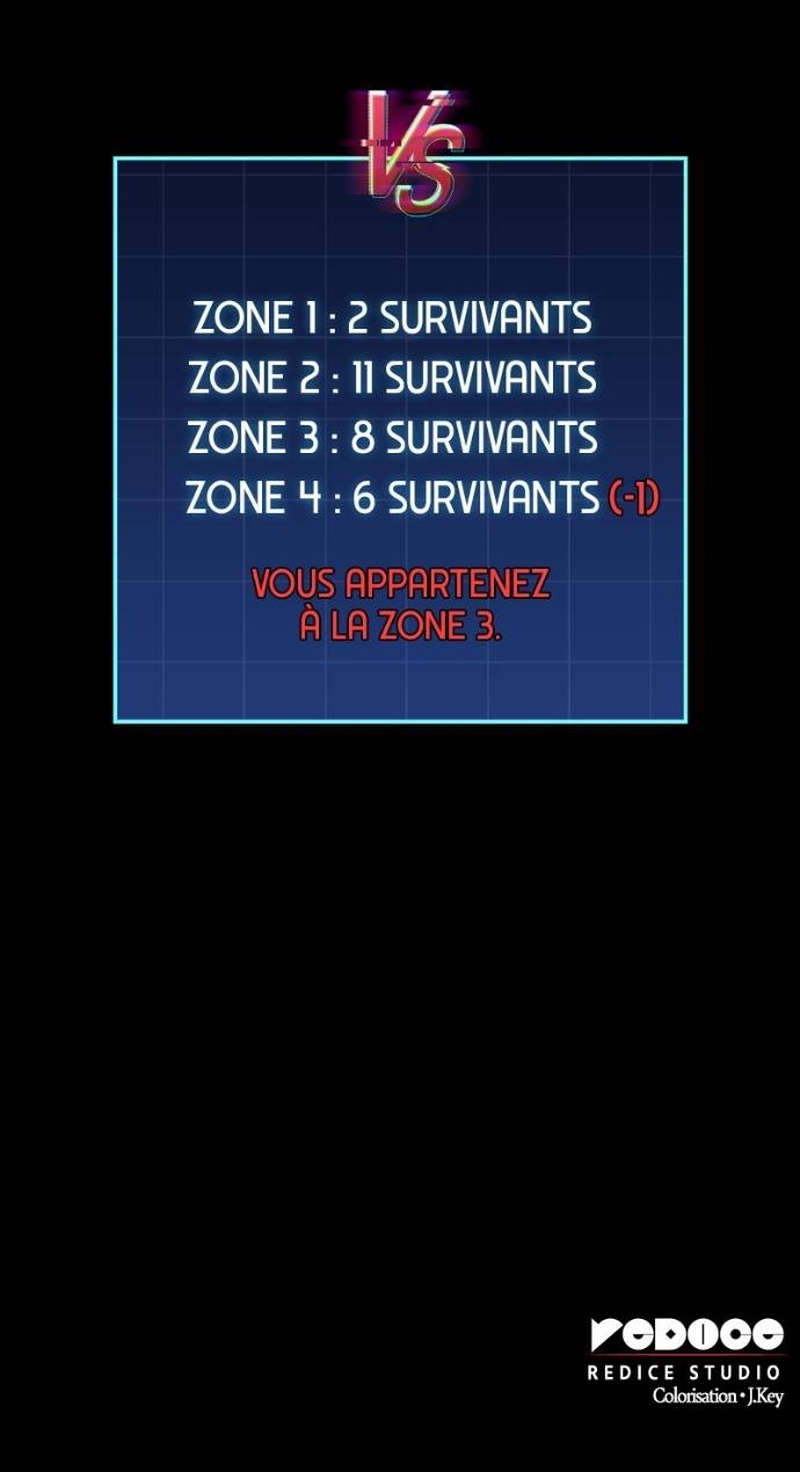 VS
ZONE 1 : 2 SURVIVANTS
ZONE 2 : 11 SURVIVANTS
ZONE 3 : 8 SURVIVANTS
ZONE 4 : 6 SURVIVANTS (-1)
VOUS APPARTENEZ
À LA ZONE 3.
REDICE
REDICE STUDIO
Colorisation • J.Key